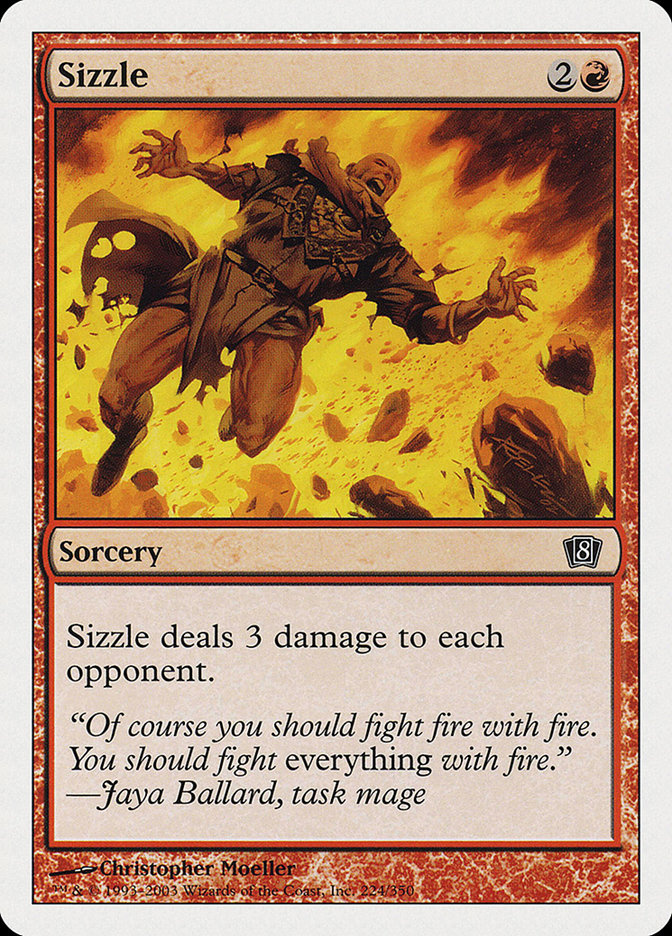 Sizzle 2
Sorcery 8
Sizzle deals 3 damage to each
opponent.
“Of course you should fight fire with fire.
You should fight everything with fire.”
—Jaya Ballard, task mage
Christopher Moeller
™ & © 1993–2003 Wizards of the Coast, Inc. 224/350